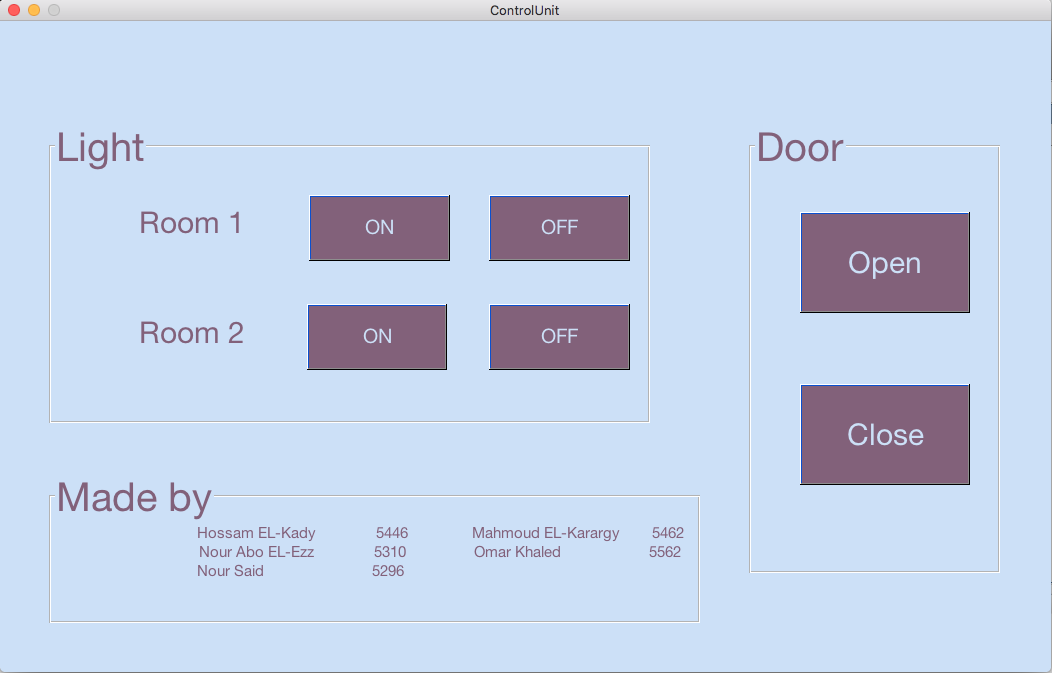 ControlUnit
Light
Room 1 ON OFF
Room 2 ON OFF
Door
Open
Close
Made by
Hossam EL-Kady 5446 Mahmoud EL-Karargy 5462
Nour Abo EL-Ezz 5310 Omar Khaled 5562
Nour Said 5296